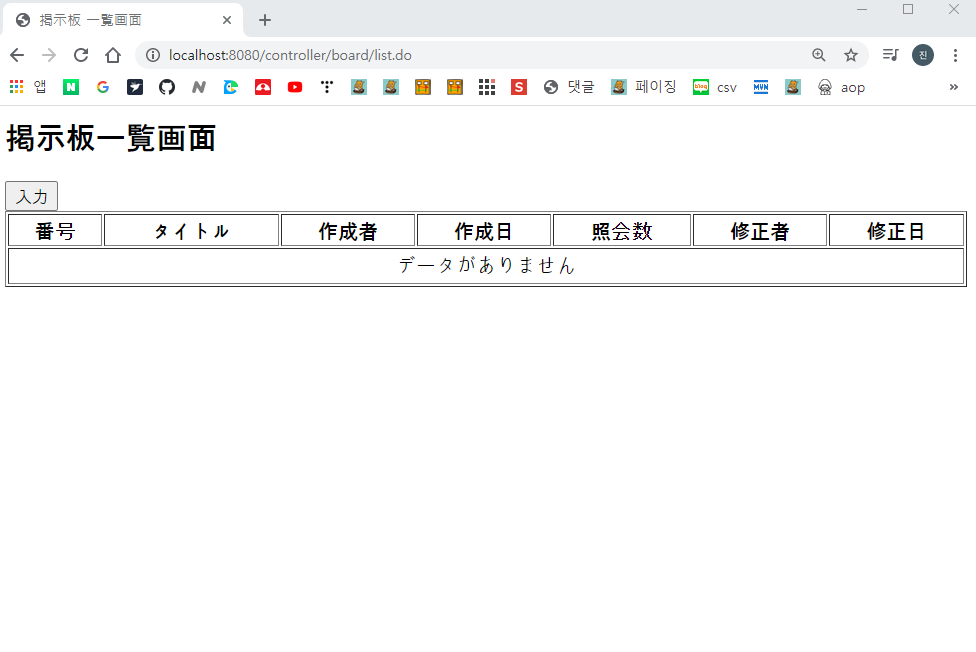 掲示板 一覧画面
localhost:8080/controller/board/list.do
진
앱 댓글 페이징 blog csv MVN aop
掲示板一覧画面
入力
番号 タイトル 作成者 作成日 照会数 修正者 修正日
データがありません